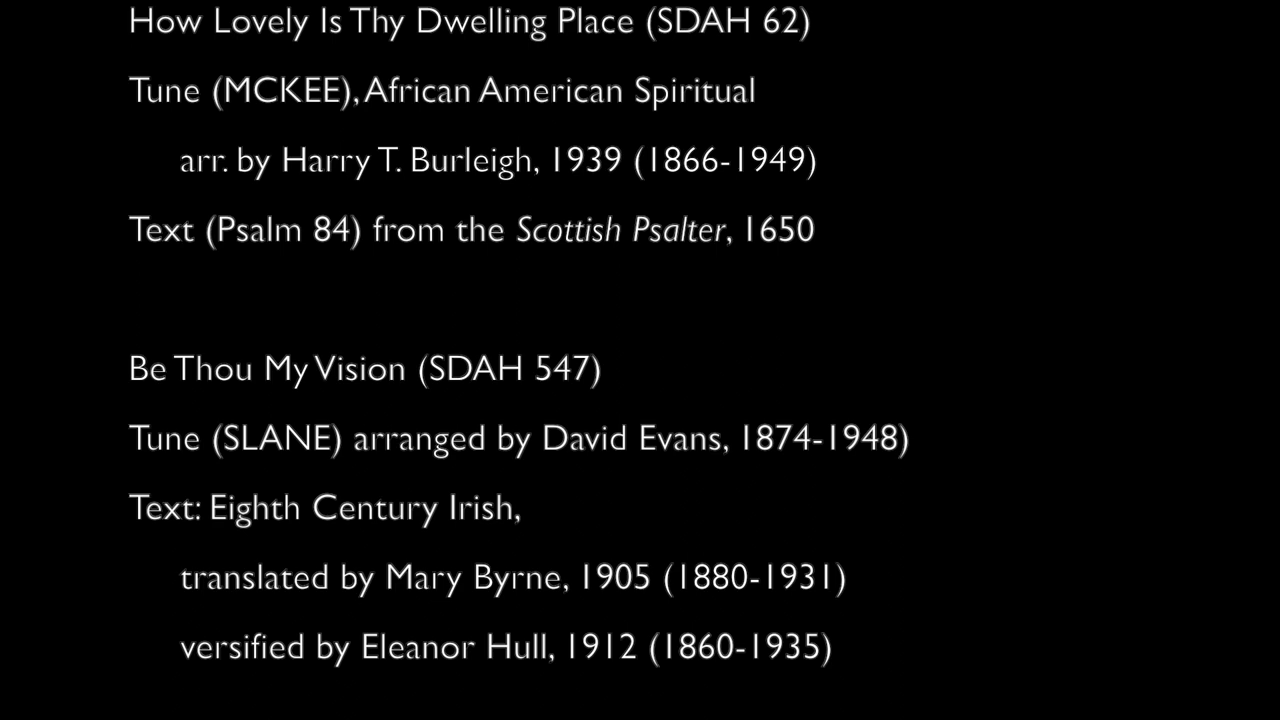 How Lovely Is Thy Dwelling Place (SDAH 62)
Tune (MCKEE), African American Spiritual
arr. by Harry T. Burleigh, 1939 (1866-1949)
Text (Psalm 84) from the Scottish Psalter, 1650
Be Thou My Vision (SDAH 547)
Tune (SLANE) arranged by David Evans, 1874-1948)
Text: Eighth Century Irish,
translated by Mary Byrne, 1905 (1880-1931)
versified by Eleanor Hull, 1912 (1860-1935)